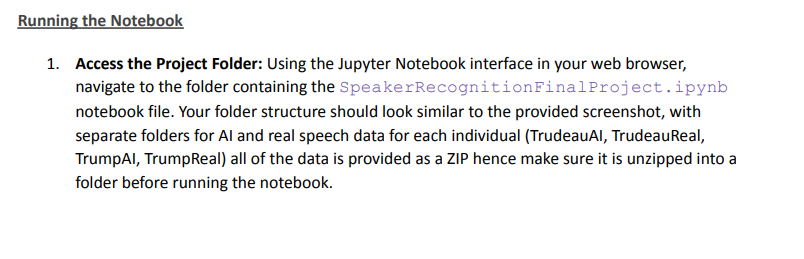 Running the Notebook
1. Access the Project Folder: Using the Jupyter Notebook interface in your web browser,
navigate to the folder containing the SpeakerRecognitionFinalProject.ipynb
notebook file. Your folder structure should look similar to the provided screenshot, with
separate folders for AI and real speech data for each individual (TrudeauAI, TrudeauReal,
TrumpAI, TrumpReal) all of the data is provided as a ZIP hence make sure it is unzipped into a
folder before running the notebook.